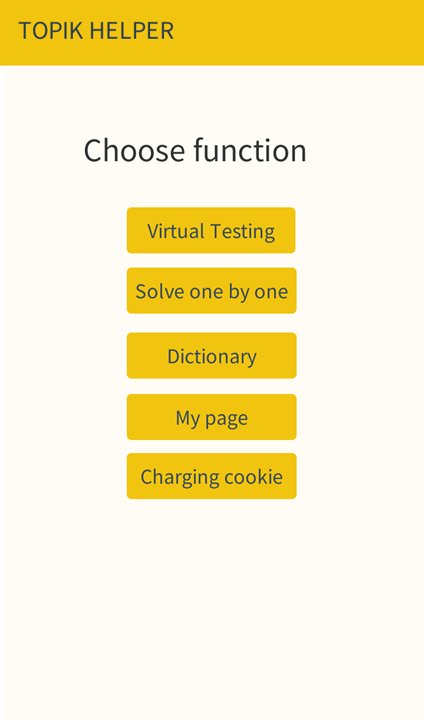 TOPIK HELPER
Choose function
Virtual Testing
Solve one by one
Dictionary
My page
Charging cookie